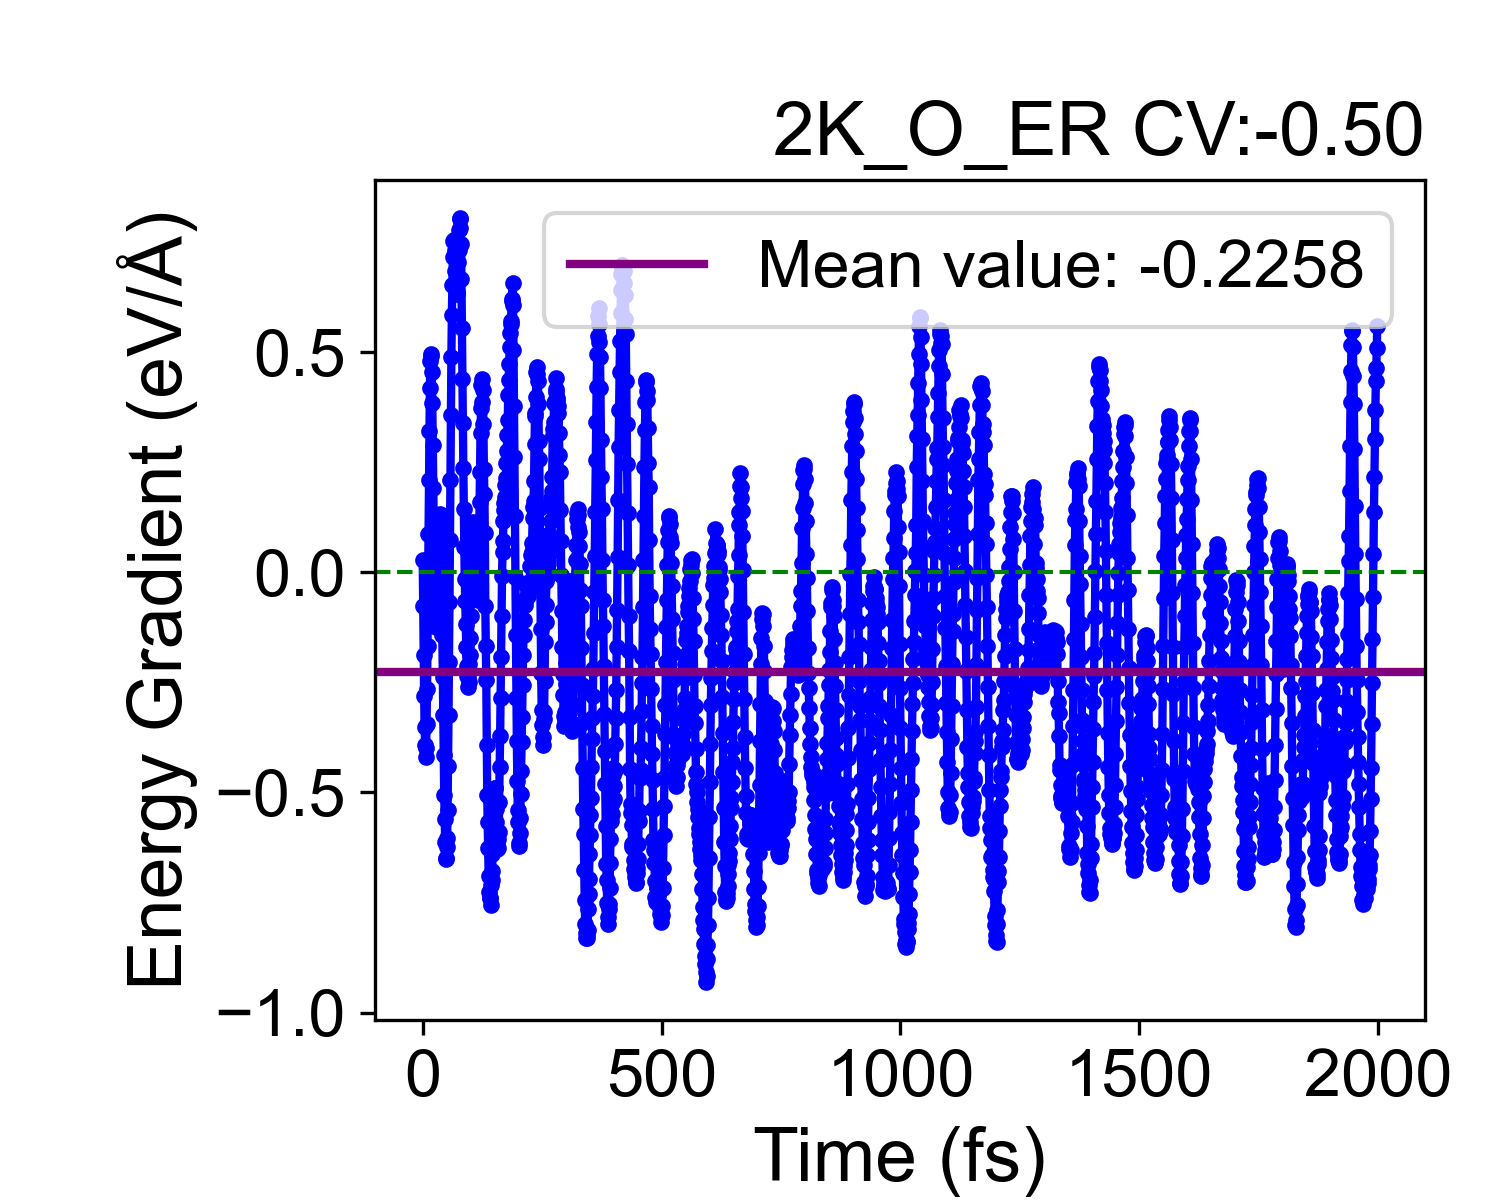 2K_O_ER CV:-0.50
Mean value: -0.2258
Energy Gradient (eV/Å)
0.5
0.0
−0.5
−1.0
0 500 1000 1500 2000
Time (fs)